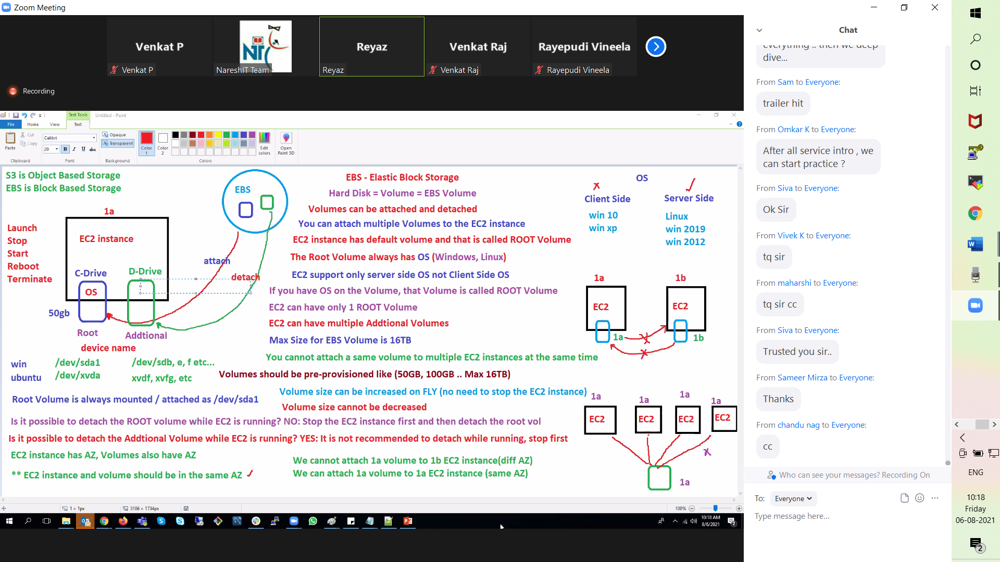 Zoom Meeting
Venkat P
NT
Reyaz
Venkat Raj
Rayepudi Vineela
Venkat P
NareshIT Team
Reyaz
Venkat Raj
Rayepudi Vineela
Recording
Text Tools
Untitled - Paint
File
Home
View
Text
Paste
Cut
Copy
Calibri
20
B
I
U
abc
Opaque
Transparent
Color
1
Color
2
Edit
colors
Open
Paint 3D
Clipboard
Font
Background
Colors
S3 is Object Based Storage
EBS is Block Based Storage
1a
Launch
Stop
Start
Reboot
Terminate
EC2 instance
C-Drive
D-Drive
OS
50gb
Root
Addtional
device name
win
/dev/sda1
/dev/sdb, e, f etc...
ubuntu
/dev/xvda
xvdf, xvfg, etc
EBS
attach
detach
EBS - Elastic Block Storage
Hard Disk = Volume = EBS Volume
Volumes can be attached and detached
You can attach multiple Volumes to the EC2 instance
EC2 instance has default volume and that is called ROOT Volume
The Root Volume always has OS (Windows, Linux)
EC2 support only server side OS not Client Side OS
If you have OS on the Volume, that Volume is called ROOT Volume
EC2 can have only 1 ROOT Volume
EC2 can have multiple Addtional Volumes
Max Size for EBS Volume is 16TB
You cannot attach a same volume to multiple EC2 instances at the same time
Volumes should be pre-provisioned like (50GB, 100GB .. Max 16TB)
Volume size can be increased on FLY (no need to stop the EC2 instance)
Root Volume is always mounted / attached as /dev/sda1
Volume size cannot be decreased
Is it possible to detach the ROOT volume while EC2 is running? NO: Stop the EC2 instance first and then detach the root vol
Is it possible to detach the Addtional Volume while EC2 is running? YES: It is not recommended to detach while running, stop first
EC2 instance has AZ, Volumes also have AZ
** EC2 instance and volume should be in the same AZ
We cannot attach 1a volume to 1b EC2 instance(diff AZ)
We can attach 1a volume to 1a EC2 instance (same AZ)
OS
Client Side
Server Side
win 10
win xp
Linux
win 2019
win 2012
1a
1b
EC2
EC2
1a
1b
1a
1a
1a
1a
EC2
EC2
EC2
EC2
1a
1 × 1px
3186 × 1734px
100%
10:18 AM
8/6/2021
2
Chat
everything .. then we deep
dive...
From Sam to Everyone:
trailer hit
From Omkar K to Everyone:
After all service intro , we
can start practice ?
From Siva to Everyone:
Ok Sir
From Vivek K to Everyone:
tq sir
From maharshi to Everyone:
tq sir cc
From Siva to Everyone:
Trusted you sir..
From Sameer Mirza to Everyone:
Thanks
From chandu nag to Everyone:
cc
Who can see your messages? Recording On
To:
Everyone
Type message here...
ENG
10:18
Friday
06-08-2021
2